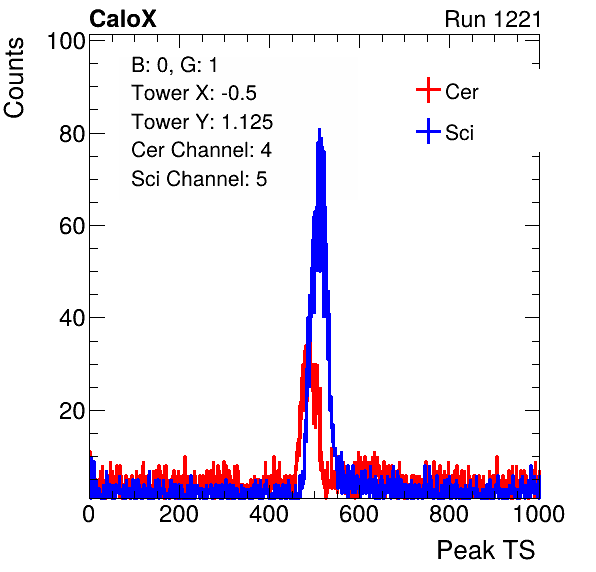 CaloX Run 1221
Counts
100
80
60
40
20
B: 0, G: 1
Tower X: -0.5
Tower Y: 1.125
Cer Channel: 4
Sci Channel: 5
Cer
Sci
0 200 400 600 800 1000
Peak TS